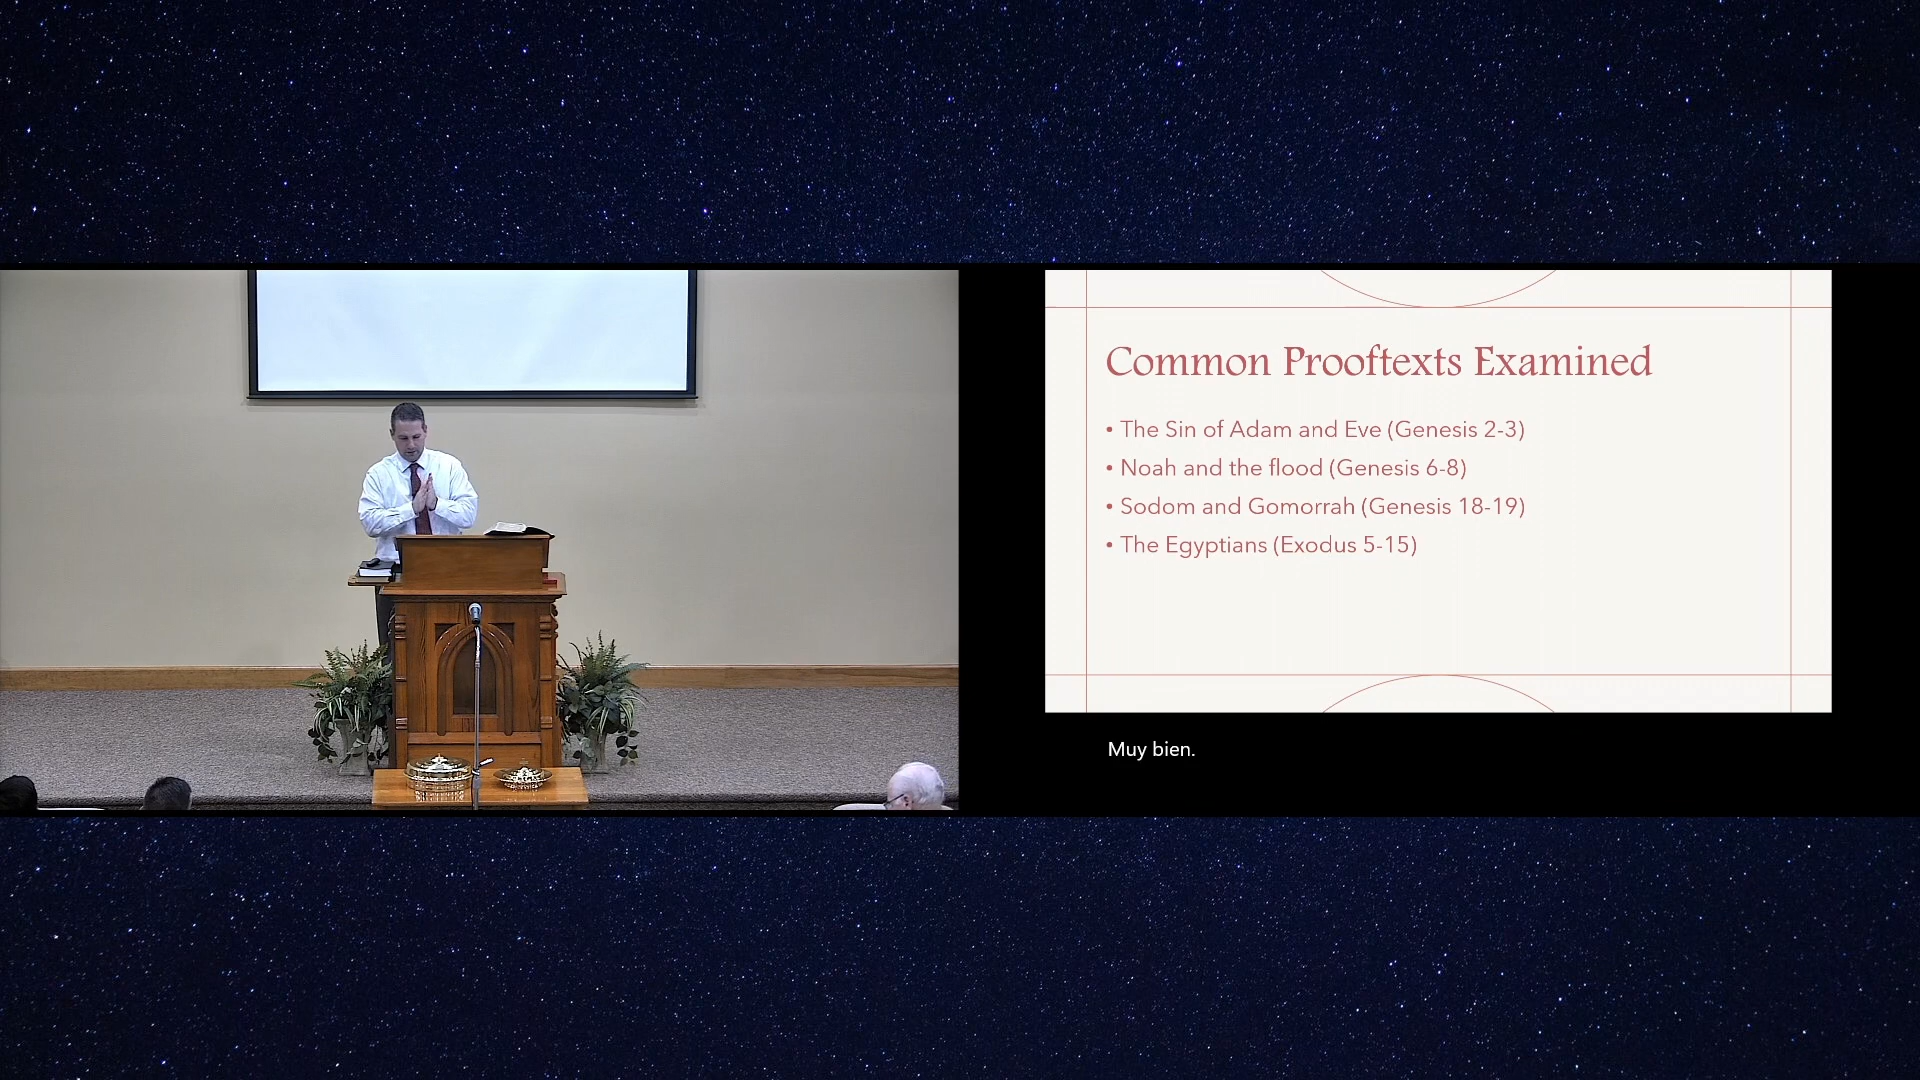 Common Prooftexts Examined
• The Sin of Adam and Eve (Genesis 2-3)
• Noah and the flood (Genesis 6-8)
• Sodom and Gomorrah (Genesis 18-19)
• The Egyptians (Exodus 5-15)
Muy bien.